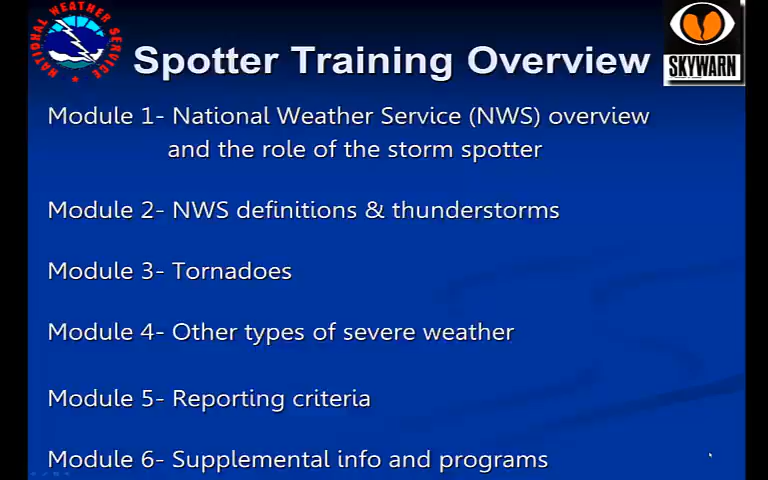 NATIONAL WEATHER SERVICE
SKYWARN
Spotter Training Overview
Module 1- National Weather Service (NWS) overview
and the role of the storm spotter
Module 2- NWS definitions & thunderstorms
Module 3- Tornadoes
Module 4- Other types of severe weather
Module 5- Reporting criteria
Module 6- Supplemental info and programs